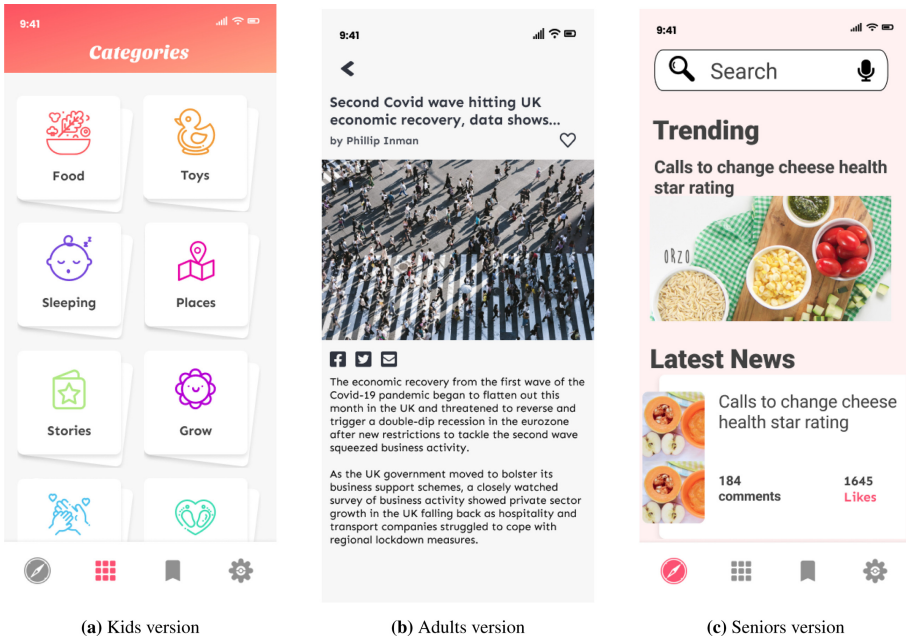 9:41
Categories
Food
Toys
Sleeping
Places
Stories
Grow
(a) Kids version
9:41
Second Covid wave hitting UK
economic recovery, data shows...
by Phillip Inman
The economic recovery from the first wave of the
Covid-19 pandemic began to flatten out this
month in the UK and threatened to reverse and
trigger a double-dip recession in the eurozone
after new restrictions to tackle the second wave
squeezed business activity.
As the UK government moved to bolster its
business support schemes, a closely watched
survey of business activity showed private sector
growth in the UK falling back as hospitality and
transport companies struggled to cope with
regional lockdown measures.
(b) Adults version
9:41
Search
Trending
Calls to change cheese health
star rating
ORZO
Latest News
Calls to change cheese
health star rating
184
comments
1645
Likes
(c) Seniors version